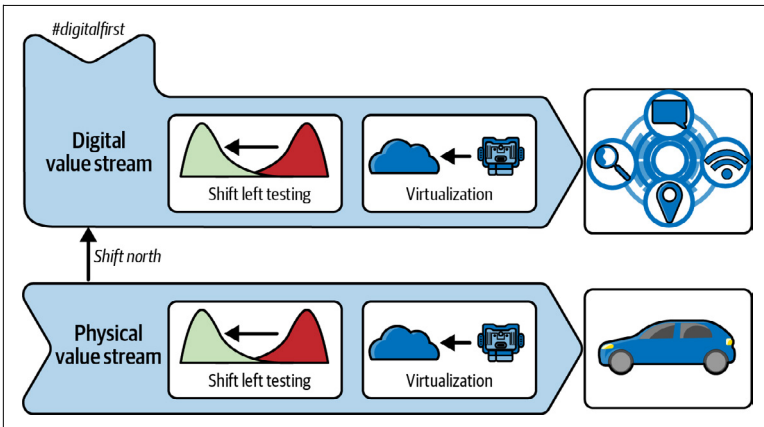 #digitalfirst
Digital
value stream
Shift left testing
Virtualization
Shift north
Physical
value stream
Shift left testing
Virtualization